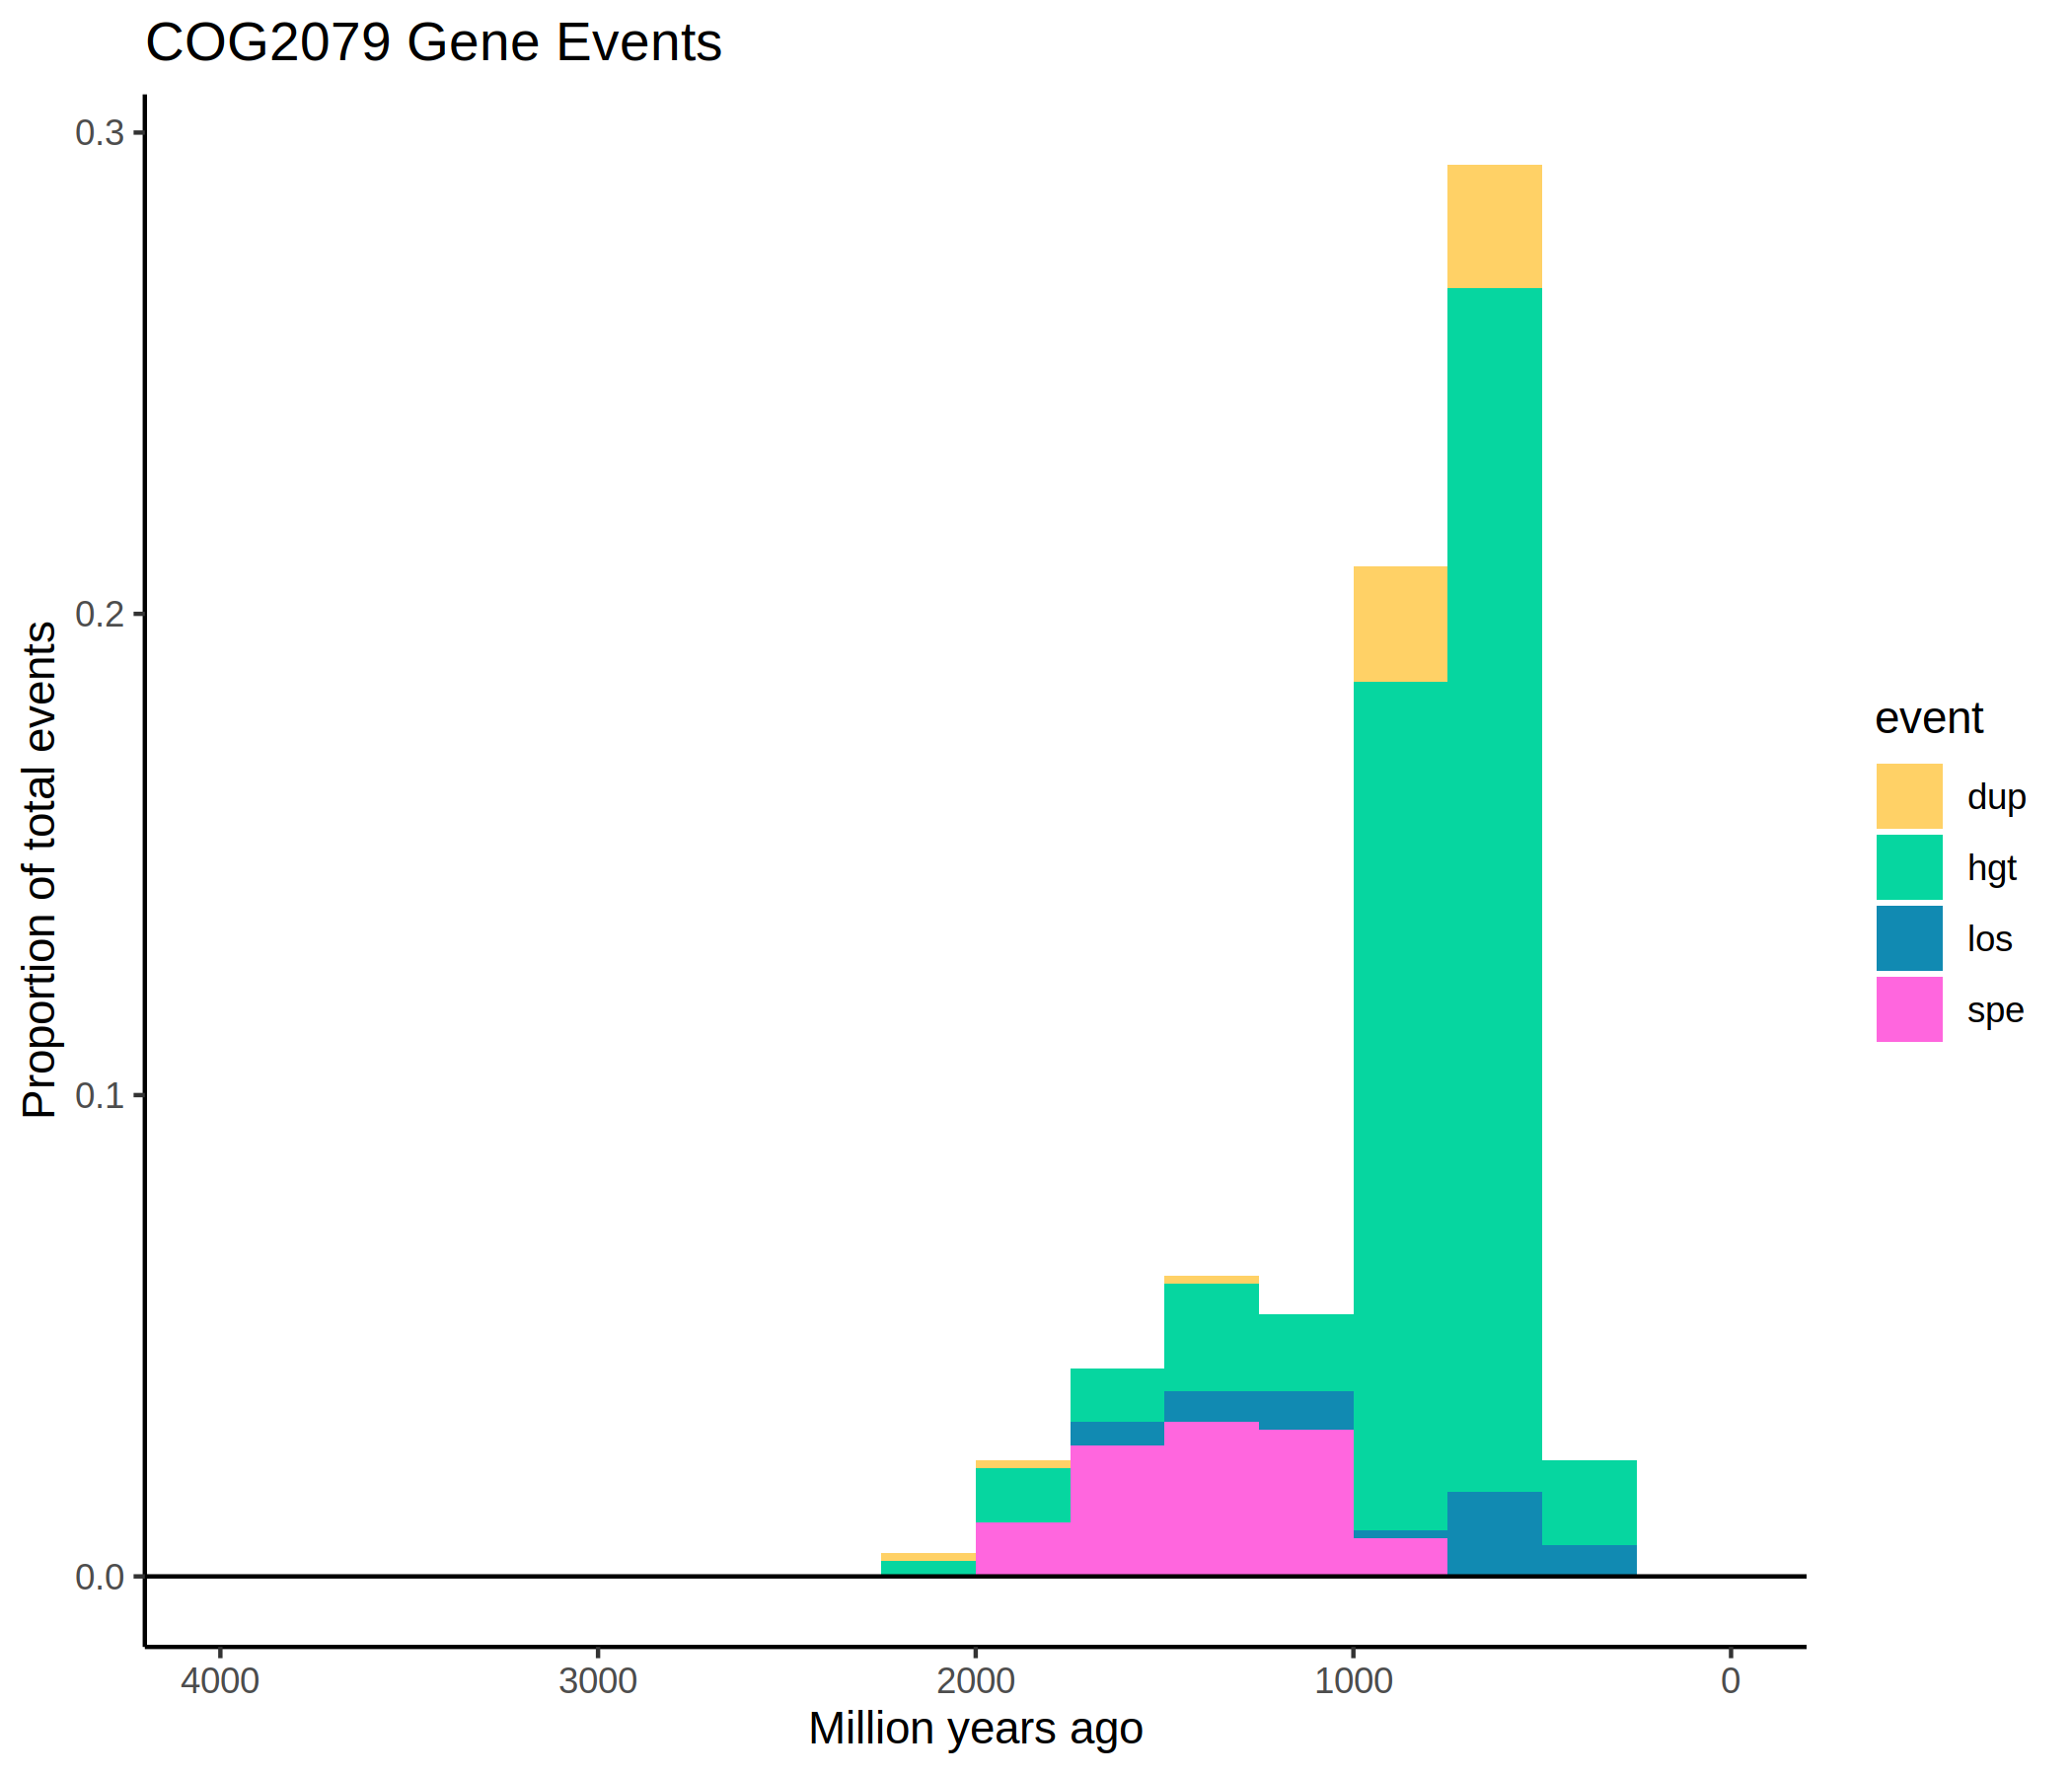 COG2079 Gene Events
Proportion of total events
0.3
0.2
0.1
0.0
4000 3000 2000 1000 0
Million years ago
event
dup
hgt
los
spe